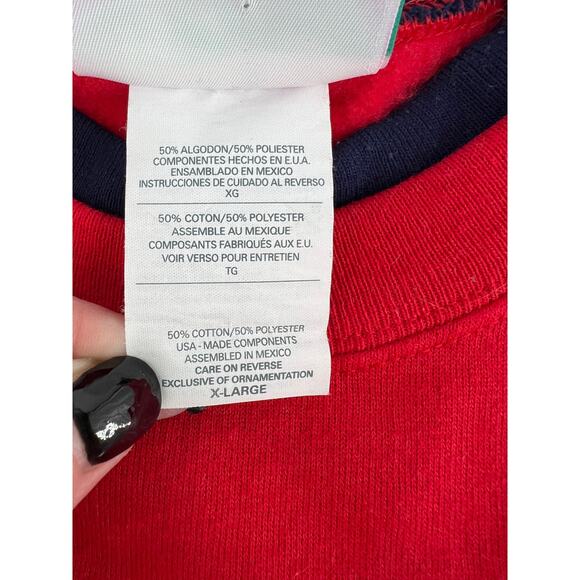 50% ALGODON/50% POLIESTER
COMPONENTES HECHOS EN E.U.A.
ENSAMBLADO EN MEXICO
INSTRUCCIONES DE CUIDADO AL REVERSO
XG
50% COTON/50% POLYESTER
ASSEMBLE AU MEXIQUE
COMPOSANTS FABRIQUÉS AUX E.U.
VOIR VERSO POUR ENTRETIEN
TG
50% COTTON/50% POLYESTER
USA - MADE COMPONENTS
ASSEMBLED IN MEXICO
CARE ON REVERSE
EXCLUSIVE OF ORNAMENTATION
X-LARGE